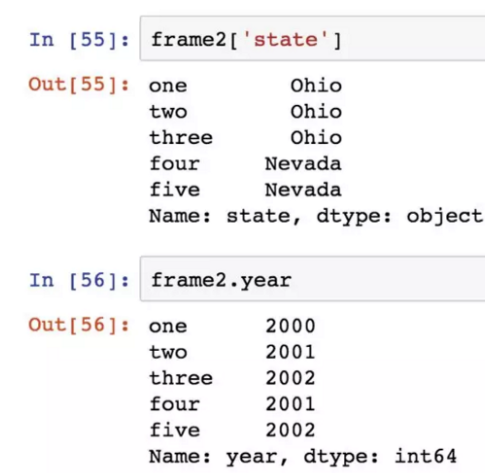 In [55]: frame2['state']
Out[55]: one Ohio
two Ohio
three Ohio
four Nevada
five Nevada
Name: state, dtype: object
In [56]: frame2.year
Out[56]: one 2000
two 2001
three 2002
four 2001
five 2002
Name: year, dtype: int64